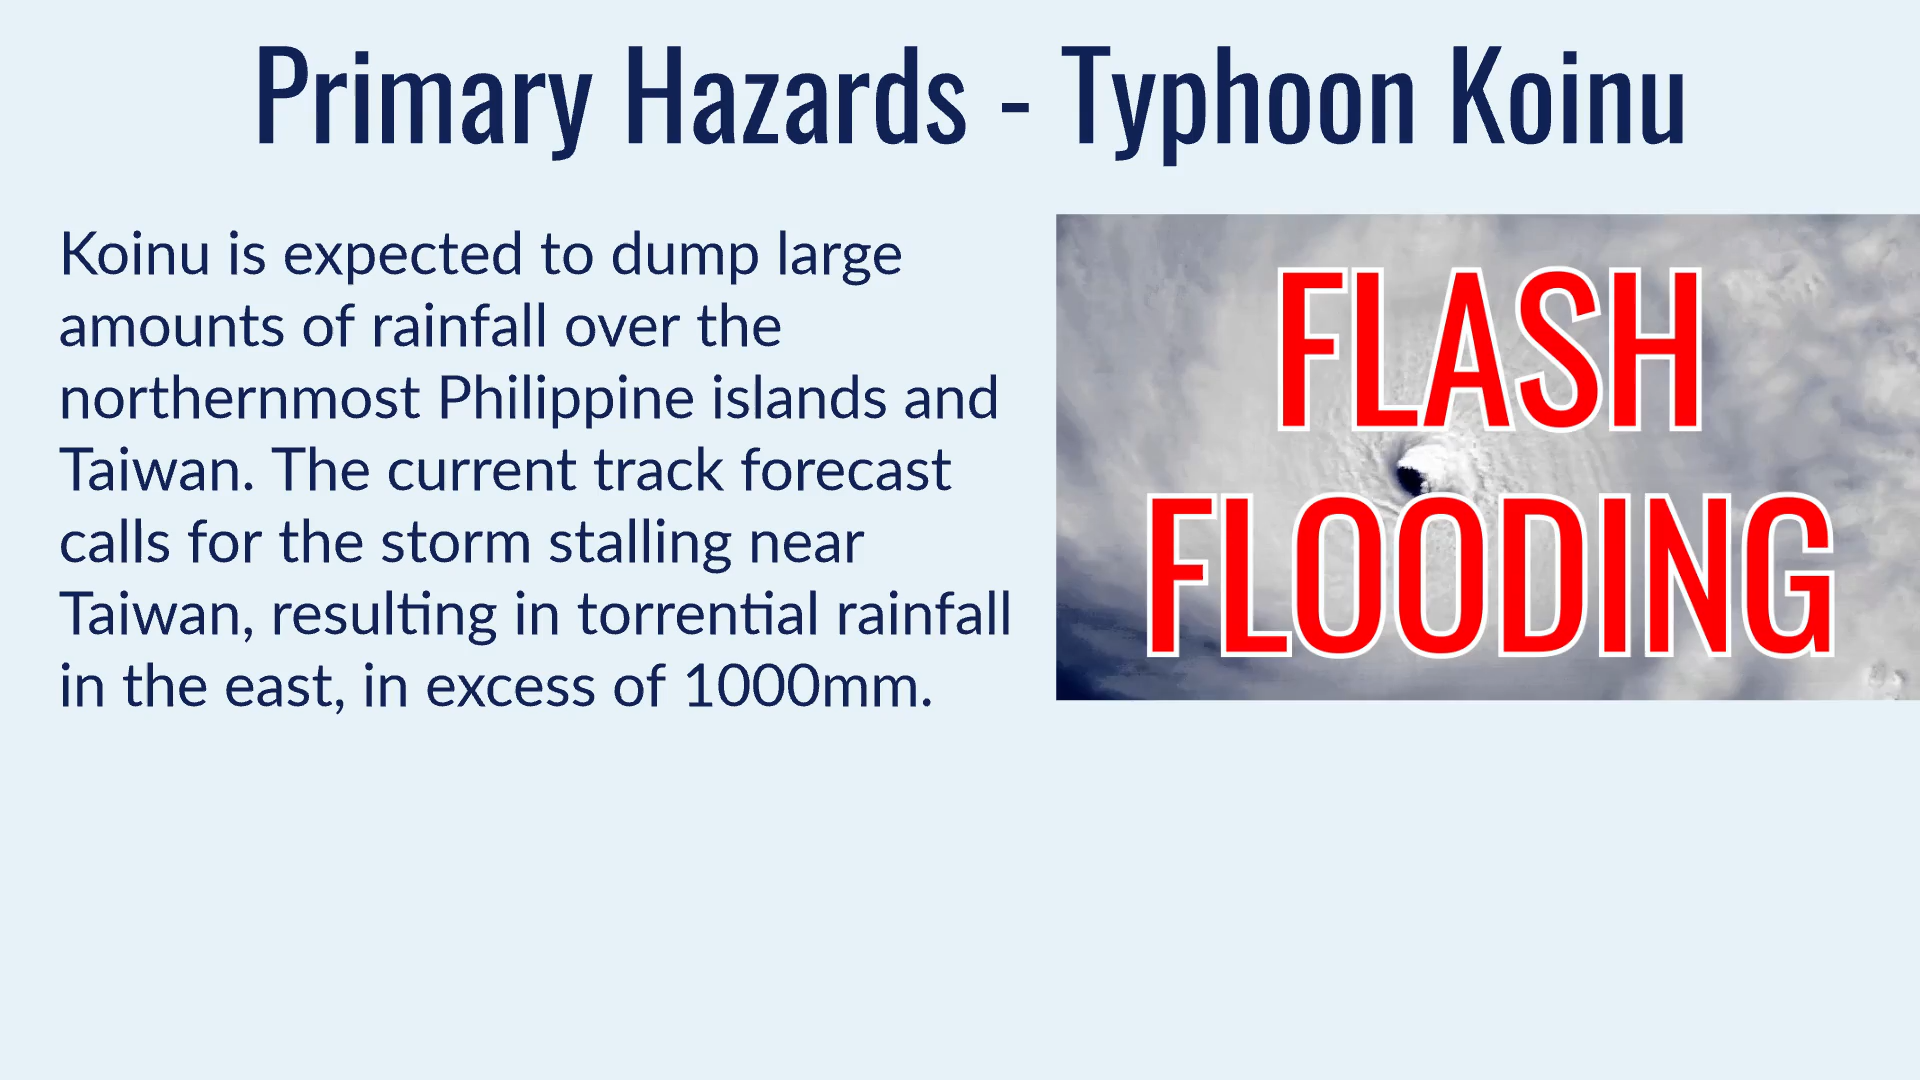 Primary Hazards - Typhoon Koinu
Koinu is expected to dump large
amounts of rainfall over the
northernmost Philippine islands and
Taiwan. The current track forecast
calls for the storm stalling near
Taiwan, resulting in torrential rainfall
in the east, in excess of 1000mm.
FLASH
FLOODING